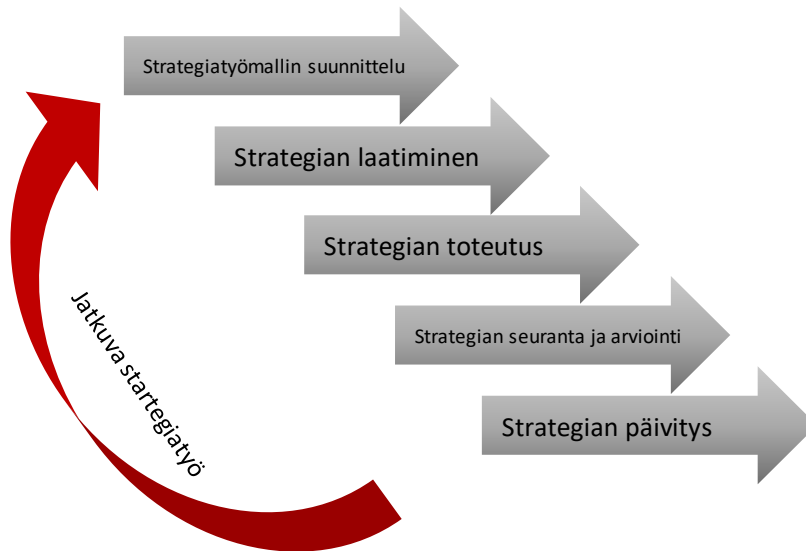 Strategiatyömallin suunnittelu
Strategian laatiminen
Strategian toteutus
Strategian seuranta ja arviointi
Strategian päivitys
Jatkuva startegiatyö